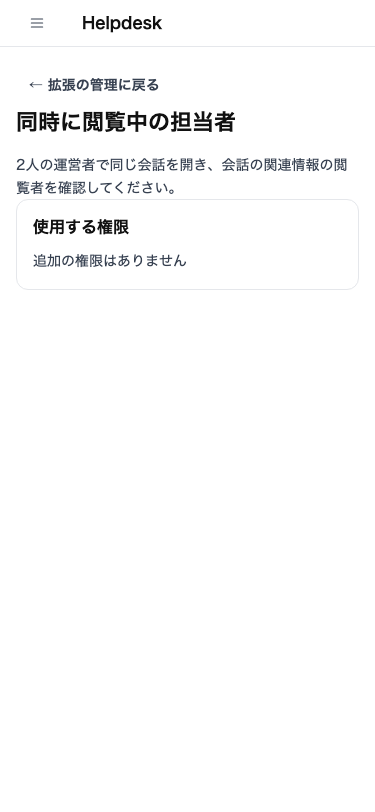 Helpdesk
← 拡張の管理に戻る
同時に閲覧中の担当者
2人の運営者で同じ会話を開き、会話の関連情報の閲
覧者を確認してください。
使用する権限
追加の権限はありません